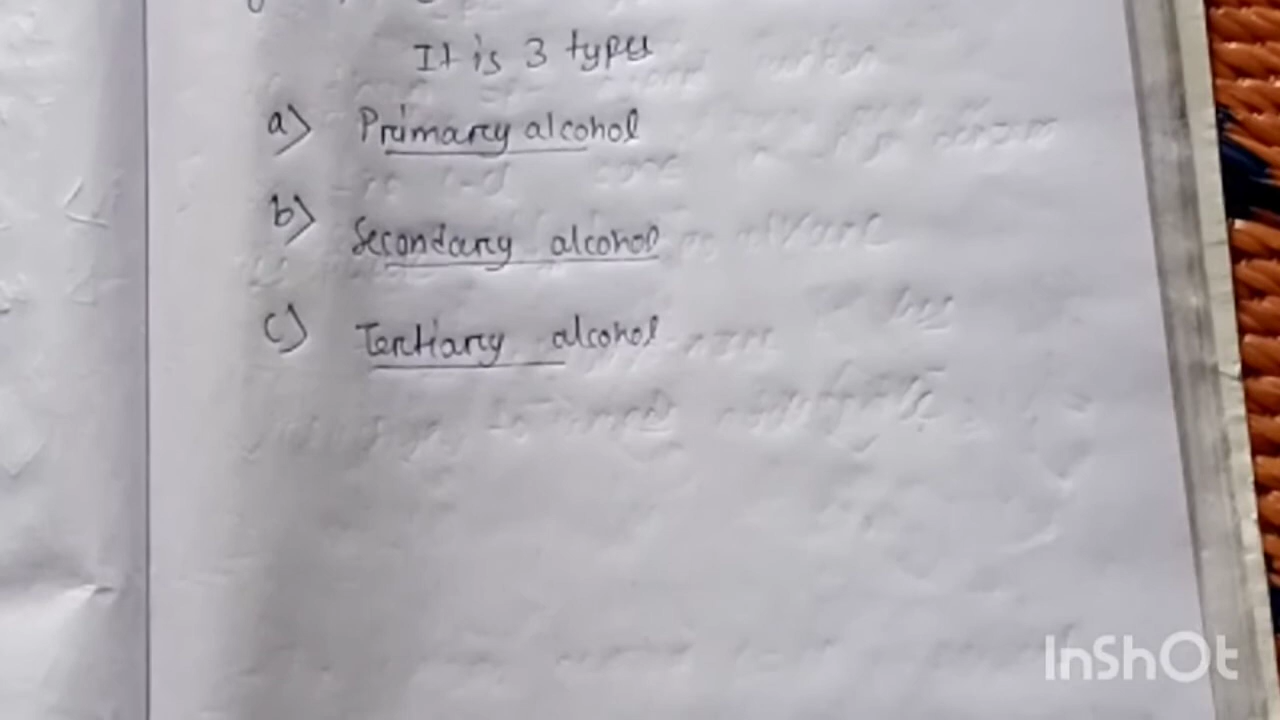 It is 3 types
a) Primary alcohol
b) Secondary alcohol
c) Tertiary alcohol
InShOt